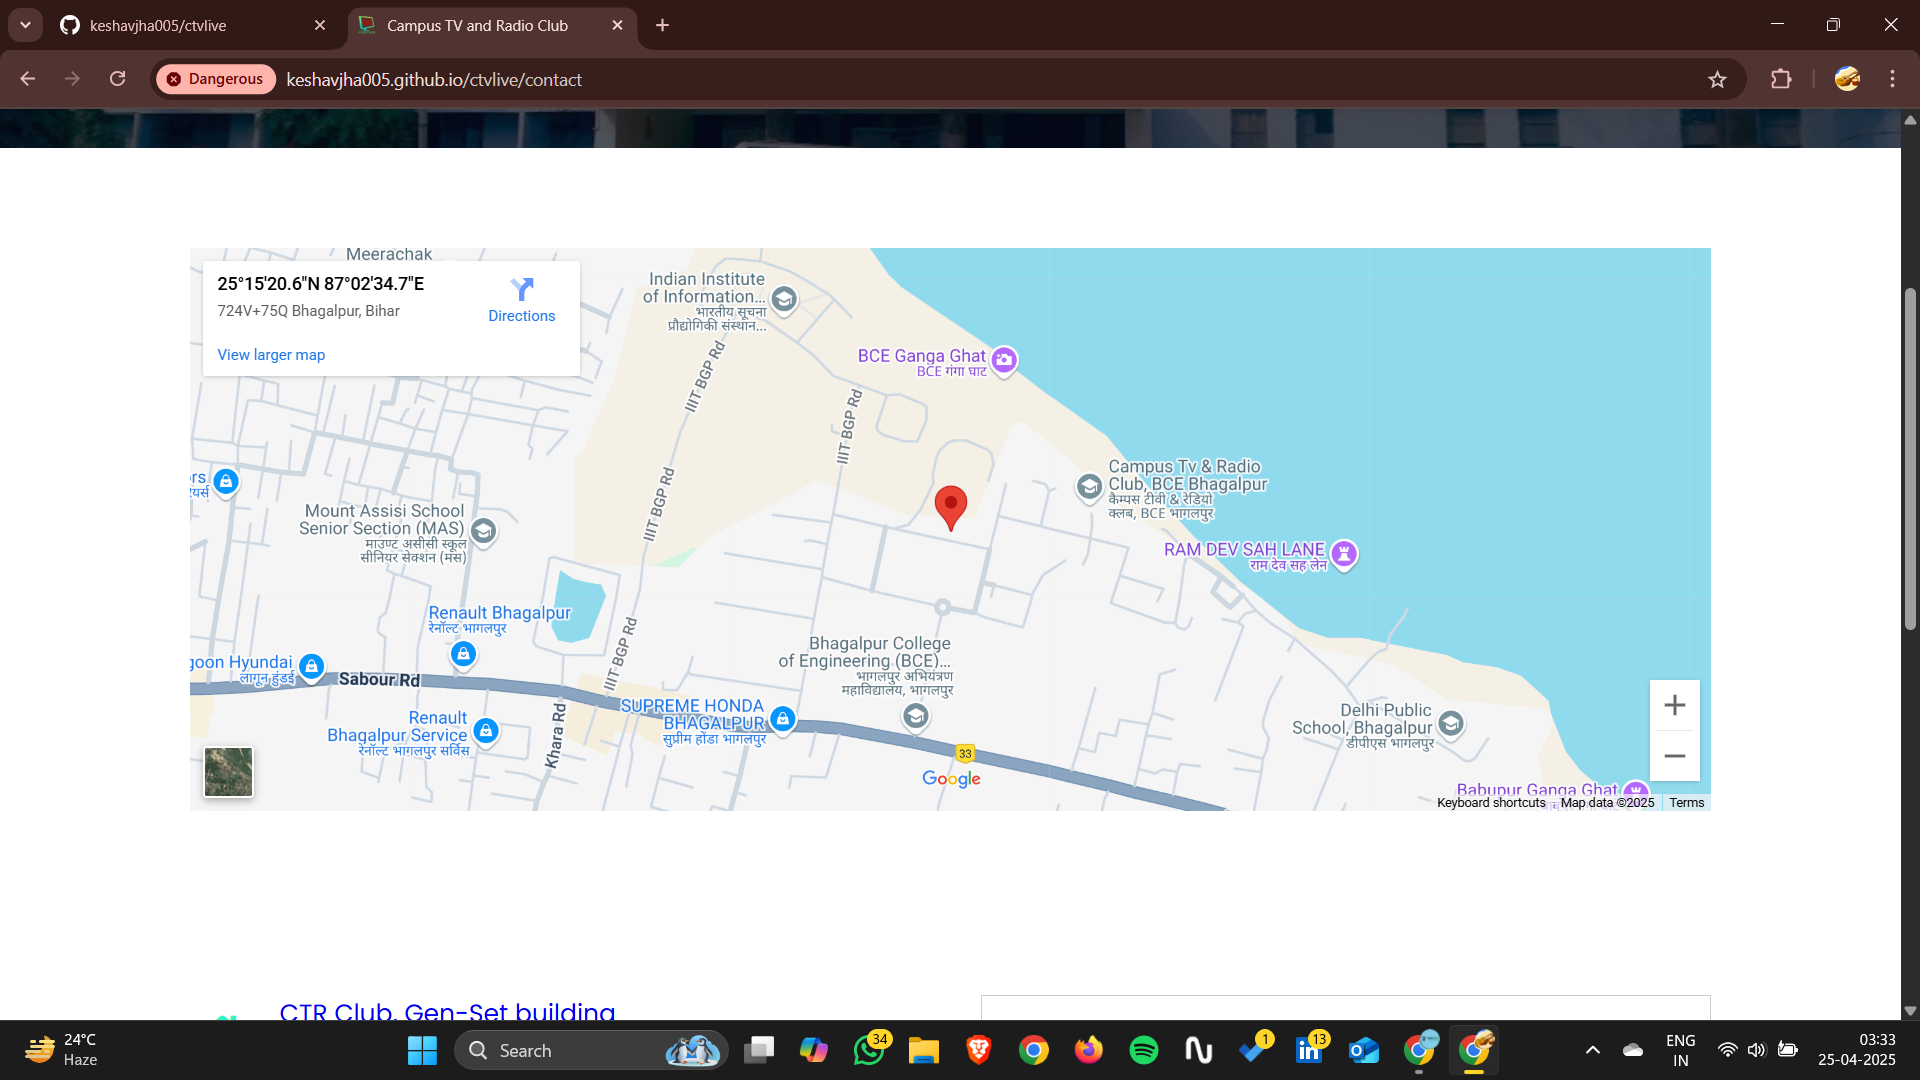 keshavjha005/ctvlive
Campus TV and Radio Club
Dangerous
keshavjha005.github.io/ctvlive/contact
Meerachak
25°15'20.6"N 87°02'34.7"E
724V+75Q Bhagalpur, Bihar
Directions
View larger map
Indian Institute
of Information...
भारतीय सूचना
प्रौद्योगिकी संस्थान...
BCE Ganga Ghat
BCE गंगा घाट
IIIT BGP Rd
IIIT BGP Rd
IIIT BGP Rd
IIIT BGP Rd
Campus Tv & Radio
Club, BCE Bhagalpur
कैम्पस टीवी & रेडियो
क्लब, BCE भागलपुर
Mount Assisi School
Senior Section (MAS)
माउण्ट असीसी स्कूल
सीनियर सेक्शन (मस)
RAM DEV SAH LANE
राम देव सह लेन
Renault Bhagalpur
रेनॉल्ट भागलपुर
Bhagalpur College
of Engineering (BCE)...
भागलपुर अभियंत्रण
महाविद्यालय, भागलपुर
goon Hyundai
लागून हुंडई
Sabour Rd
SUPREME HONDA
BHAGALPUR
सुप्रीम होंडा भागलपुर
Renault
Bhagalpur Service
रेनॉल्ट भागलपुर सर्विस
Khara Rd
Delhi Public
School, Bhagalpur
डीपीएस भागलपुर
33
Google
Babupur Ganga Ghat
Keyboard shortcuts
Map data ©2025
Terms
CTR Club, Gen-Set building
24°C
Haze
Search
34
1
13
ENG
IN
03:33
25-04-2025